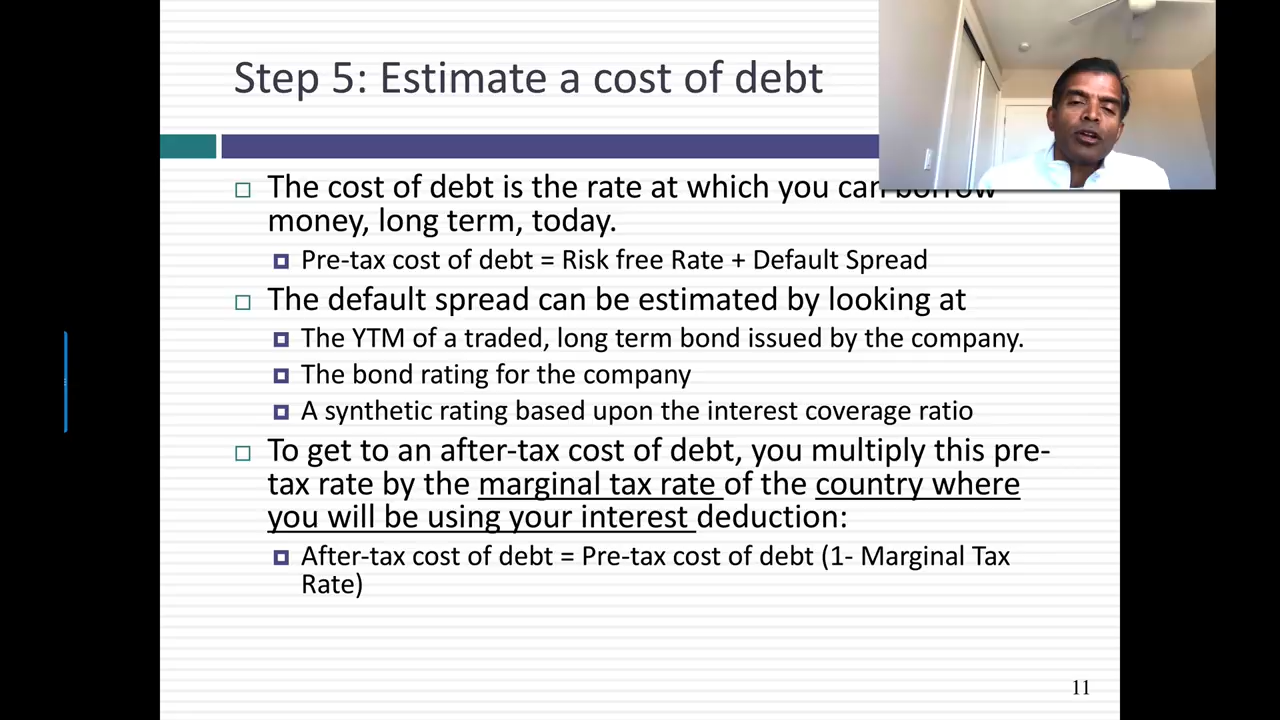 Step 5: Estimate a cost of debt
The cost of debt is the rate at which you can borrow
money, long term, today.
Pre-tax cost of debt = Risk free Rate + Default Spread
The default spread can be estimated by looking at
The YTM of a traded, long term bond issued by the company.
The bond rating for the company
A synthetic rating based upon the interest coverage ratio
To get to an after-tax cost of debt, you multiply this pre-
tax rate by the marginal tax rate of the country where
you will be using your interest deduction:
After-tax cost of debt = Pre-tax cost of debt (1- Marginal Tax
Rate)
11